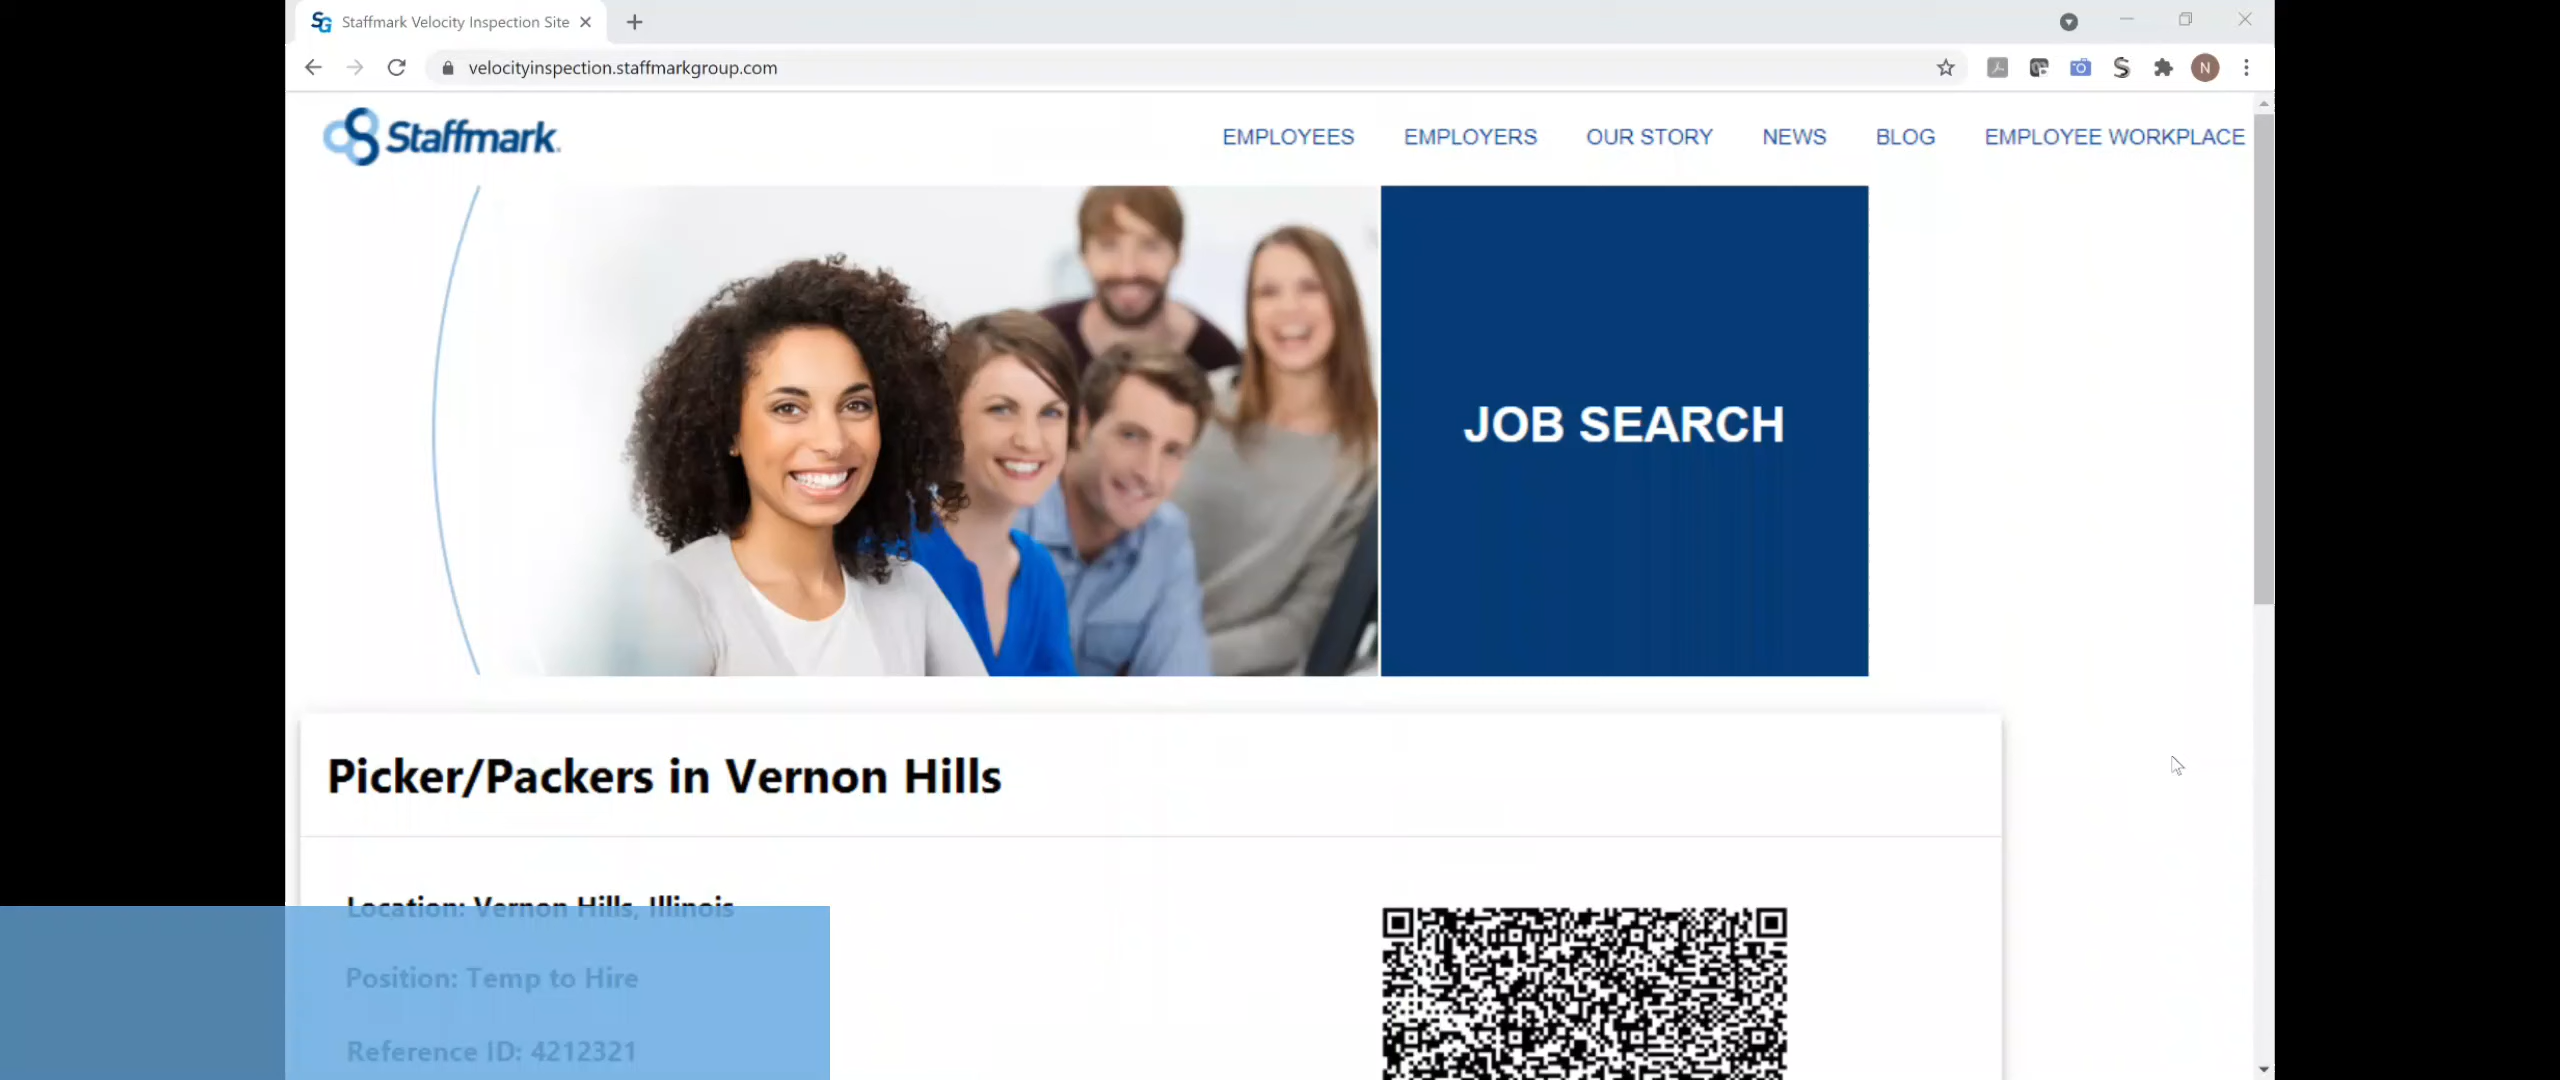 Staffmark Velocity Inspection Site
velocityinspection.staffmarkgroup.com
N
Staffmark.
EMPLOYEES EMPLOYERS OUR STORY NEWS BLOG EMPLOYEE WORKPLACE
JOB SEARCH
Picker/Packers in Vernon Hills
Location: Vernon Hills, Illinois
Position: Temp to Hire
Reference ID: 4212321